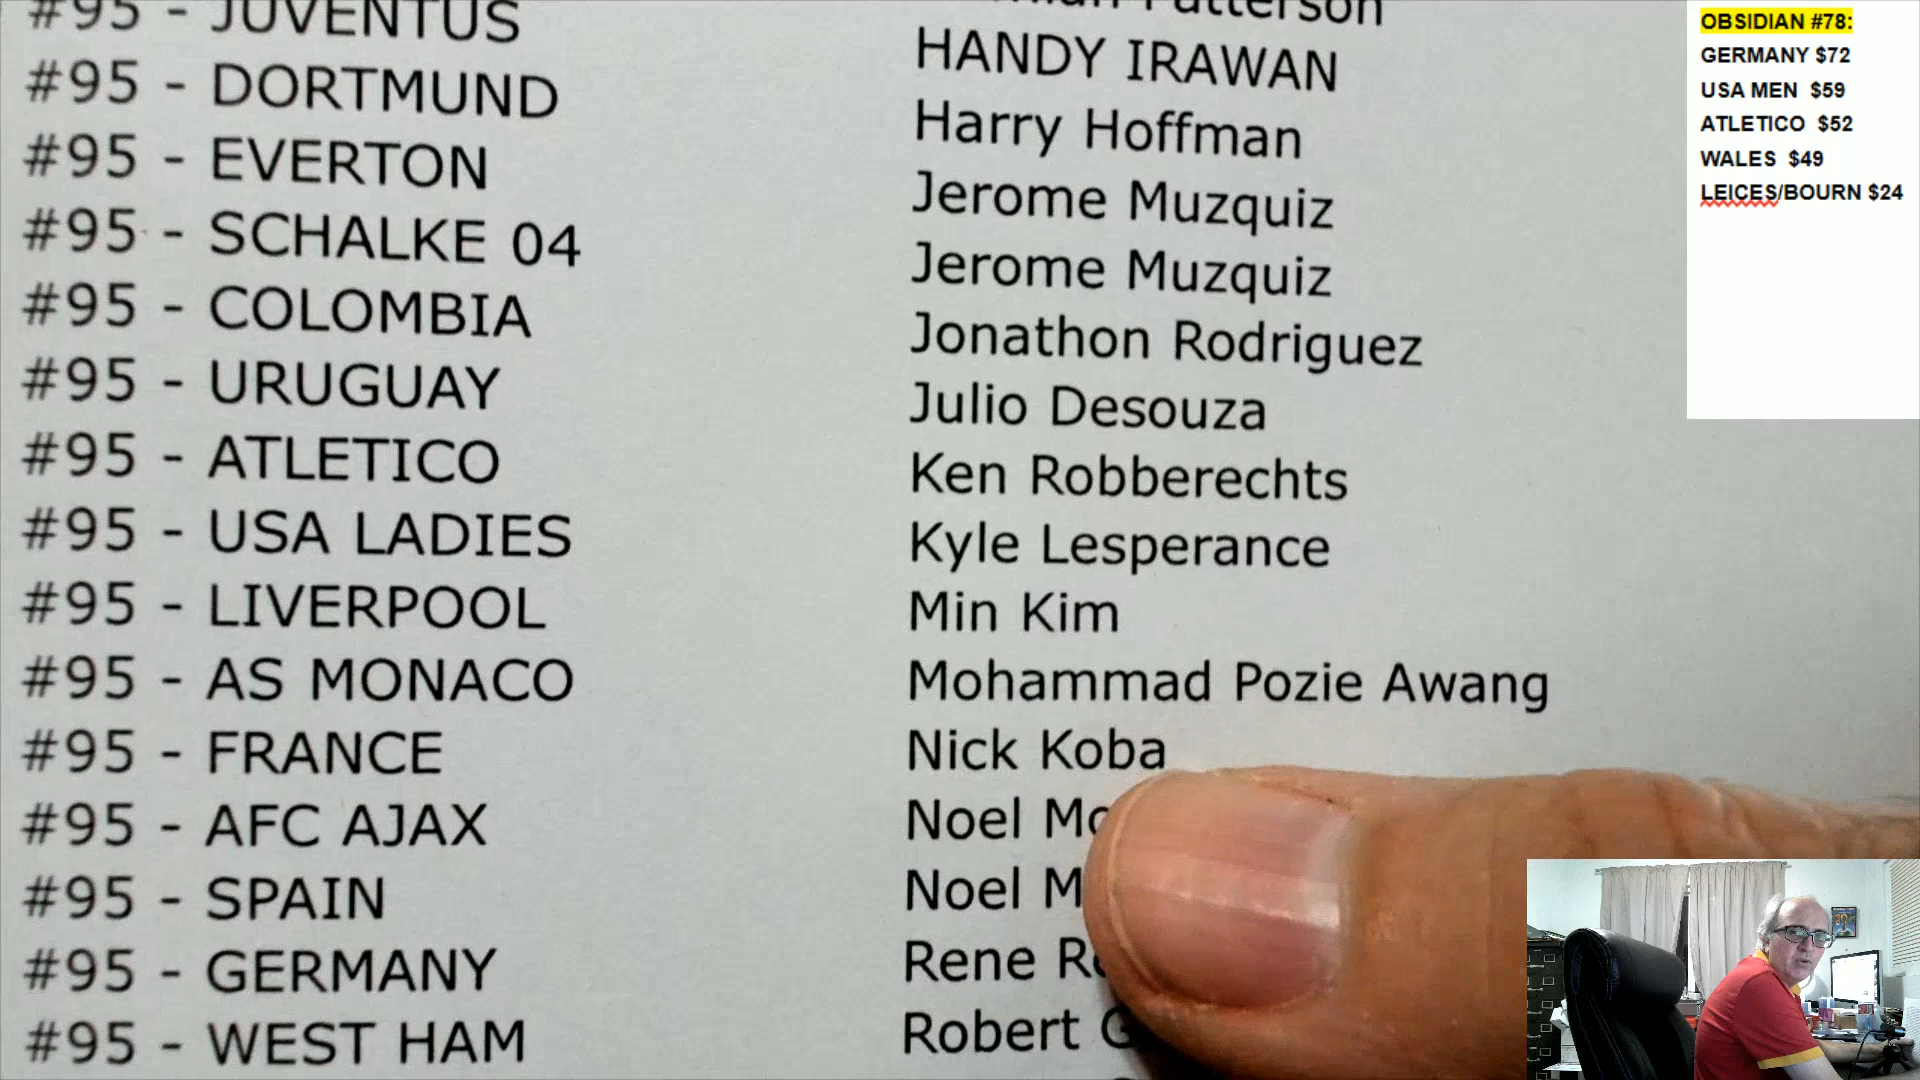 Patterson
#95 - JUVENTUS HANDY IRAWAN
#95 - DORTMUND Harry Hoffman
#95 - EVERTON Jerome Muzquiz
#95 - SCHALKE 04 Jerome Muzquiz
#95 - COLOMBIA Jonathon Rodriguez
#95 - URUGUAY Julio Desouza
#95 - ATLETICO Ken Robberechts
#95 - USA LADIES Kyle Lesperance
#95 - LIVERPOOL Min Kim
#95 - AS MONACO Mohammad Pozie Awang
#95 - FRANCE Nick Koba
#95 - AFC AJAX Noel
#95 - SPAIN Noel
#95 - GERMANY Rene
#95 - WEST HAM Robert
OBSIDIAN #78:
GERMANY $72
USA MEN $59
ATLETICO $52
WALES $49
LEICES/BOURN $24